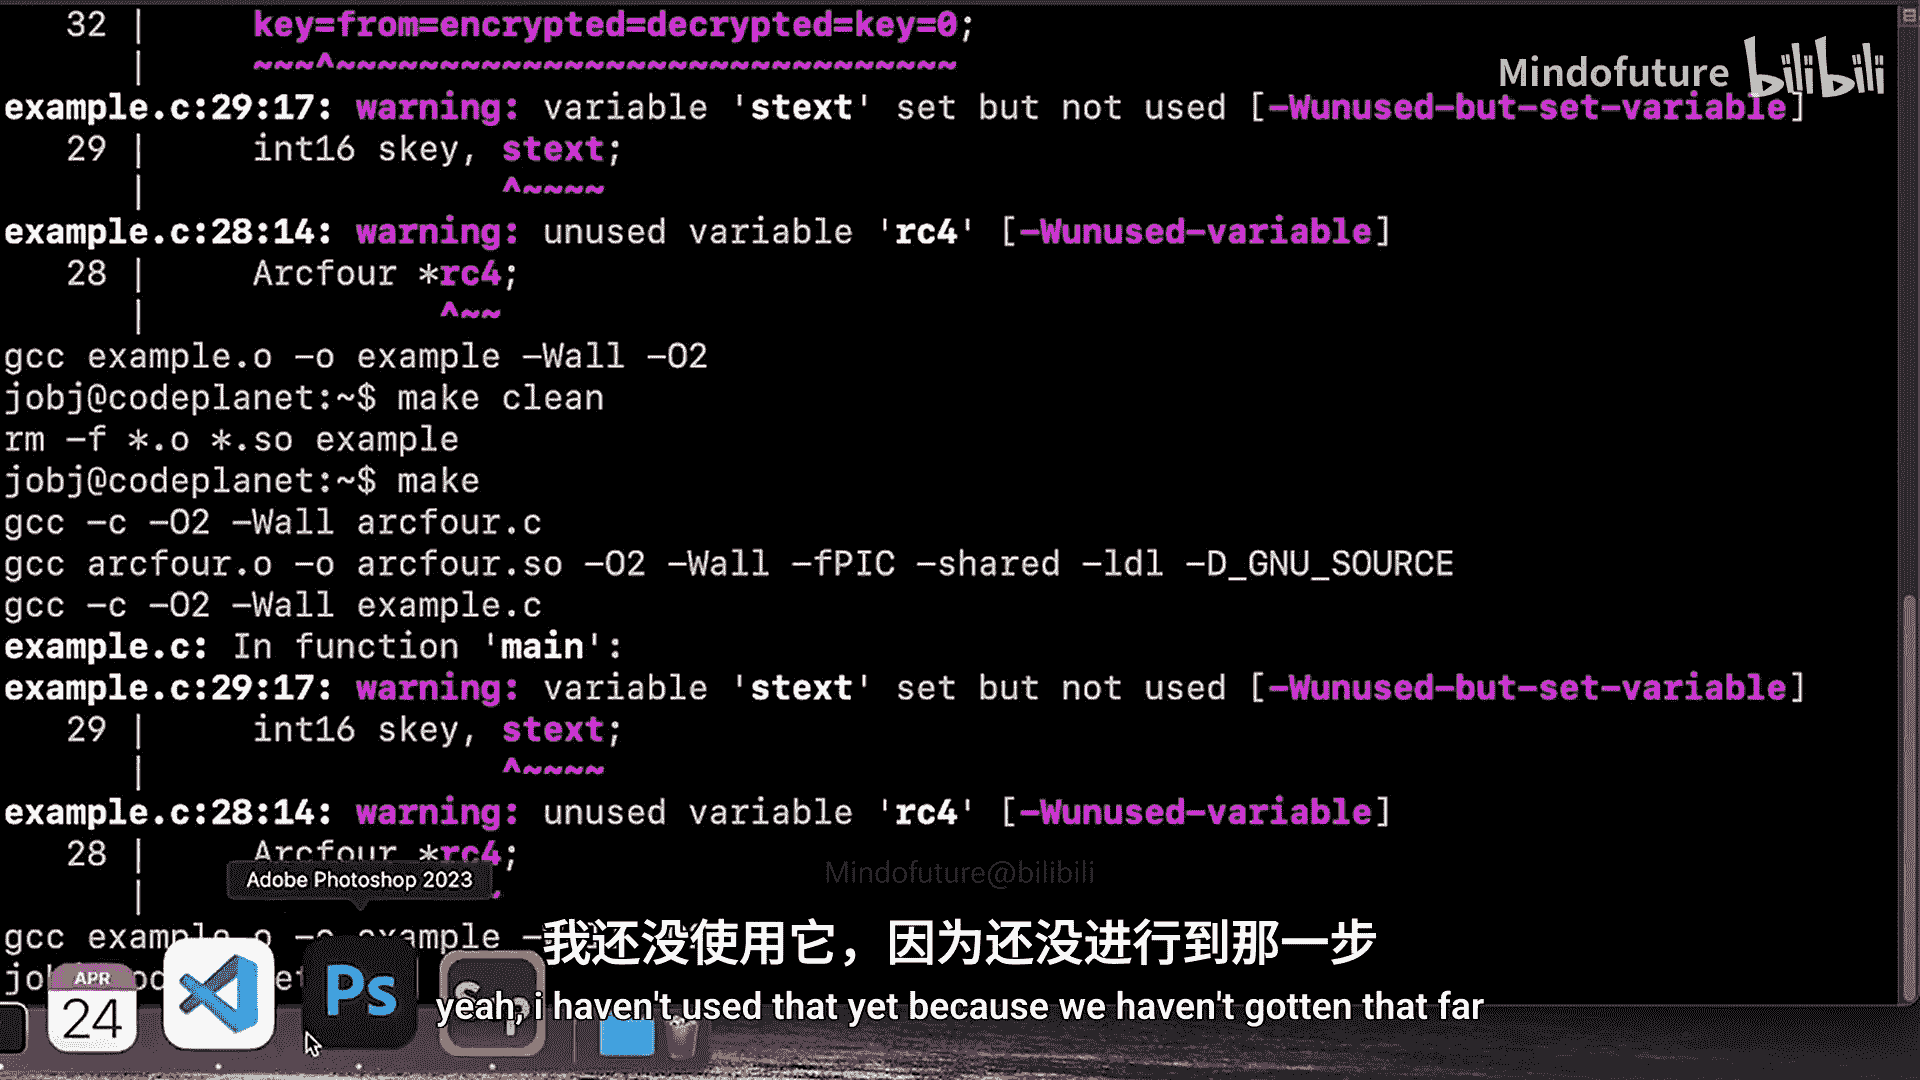 32 | key=from=encrypted=decrypted=key=0;
| ~~~^~~~~~~~~~~~~~~~~~~~~~~~~~~~~~~
Mindofuture bilibili
example.c:29:17: warning: variable 'stext' set but not used [-Wunused-but-set-variable]
29 | int16 skey, stext;
| ^~~~~
example.c:28:14: warning: unused variable 'rc4' [-Wunused-variable]
28 | Arcfour *rc4;
| ^~~
gcc example.o -o example -Wall -O2
jobj@codeplanet:~$ make clean
rm -f *.o *.so example
jobj@codeplanet:~$ make
gcc -c -O2 -Wall arcfour.c
gcc arcfour.o -o arcfour.so -O2 -Wall -fPIC -shared -ldl -D_GNU_SOURCE
gcc -c -O2 -Wall example.c
example.c: In function 'main':
example.c:29:17: warning: variable 'stext' set but not used [-Wunused-but-set-variable]
29 | int16 skey, stext;
| ^~~~~
example.c:28:14: warning: unused variable 'rc4' [-Wunused-variable]
28 | Arcfour *rc4;
Mindofuture@bilibili
Adobe Photoshop 2023
|
gcc example.o -o example
我还没使用它，因为还没进行到那一步
APR
24
Ps
yeah, i haven't used that yet because we haven't gotten that far